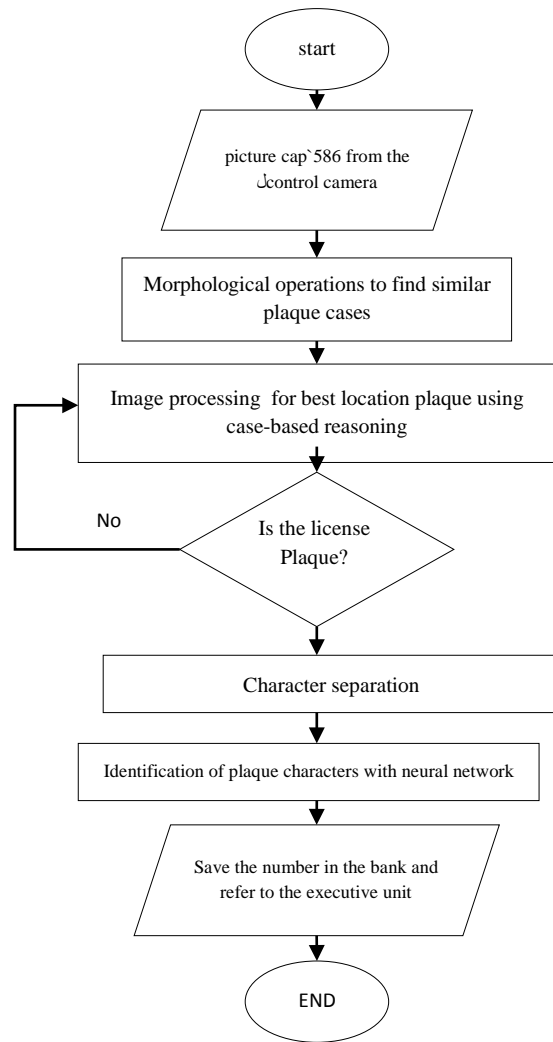 start
picture cap`586 from the
لcontrol camera
Morphological operations to find similar
plaque cases
Image processing for best location plaque using
case-based reasoning
No
Is the license
Plaque?
Character separation
Identification of plaque characters with neural network
Save the number in the bank and
refer to the executive unit
END